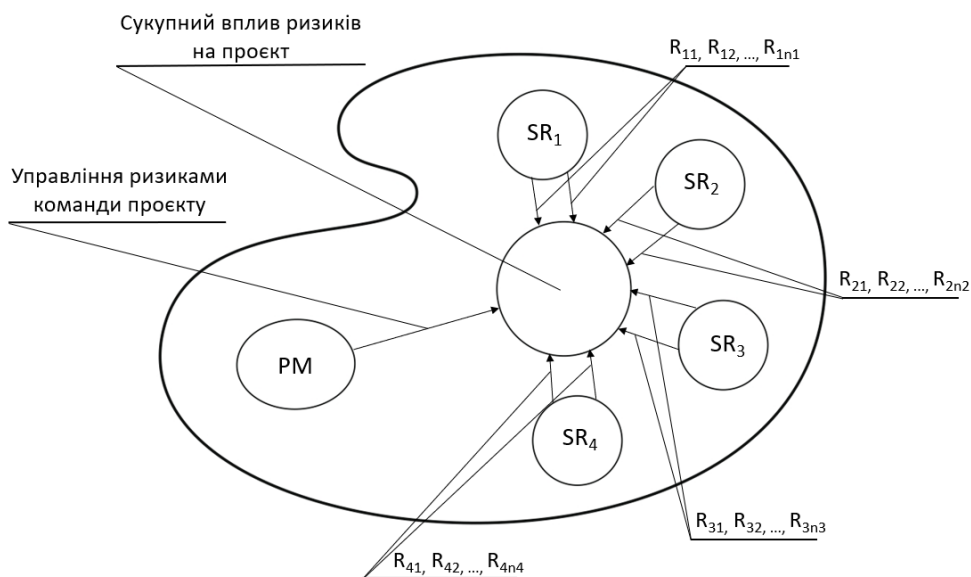 Сукупний вплив ризиків
на проєкт
R₁₁, R₁₂, ..., R₁ₙ₁
SR₁
SR₂
Управління ризиками
команди проєкту
R₂₁, R₂₂, ..., R₂ₙ₂
SR₃
PM
SR₄
R₃₁, R₃₂, ..., R₃ₙ₃
R₄₁, R₄₂, ..., R₄ₙ₄